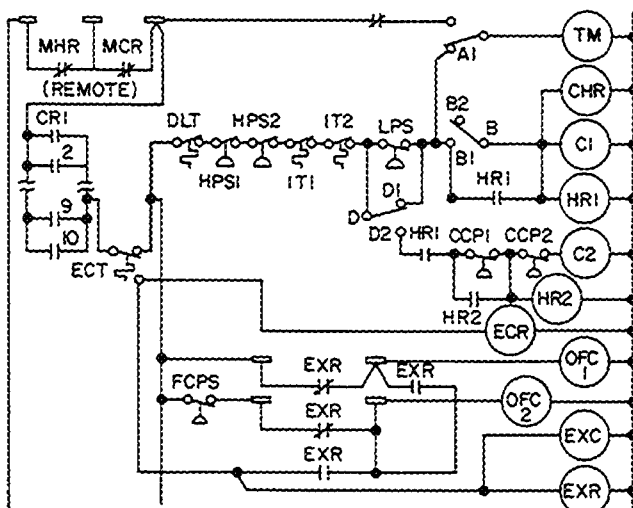 MHR MCR
(REMOTE)
TM
A1
CHR
CR1
DLT HPS2 IT2 LPS
B2
B
C1
2
HPS1 IT1
B1
D1
HR1
HR1
9
D
10
D2 HR1
CCP1 CCP2
C2
ECT
HR2
HR2
ECR
EXR EXR
OFC
1
FCPS
EXR
OFC
2
EXR
EXC
EXR